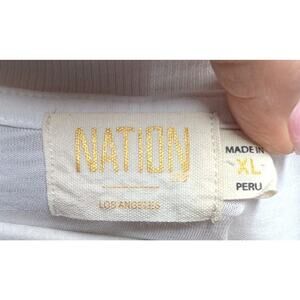 NATION
LOS ANGELES
MADE IN
XL
PERU